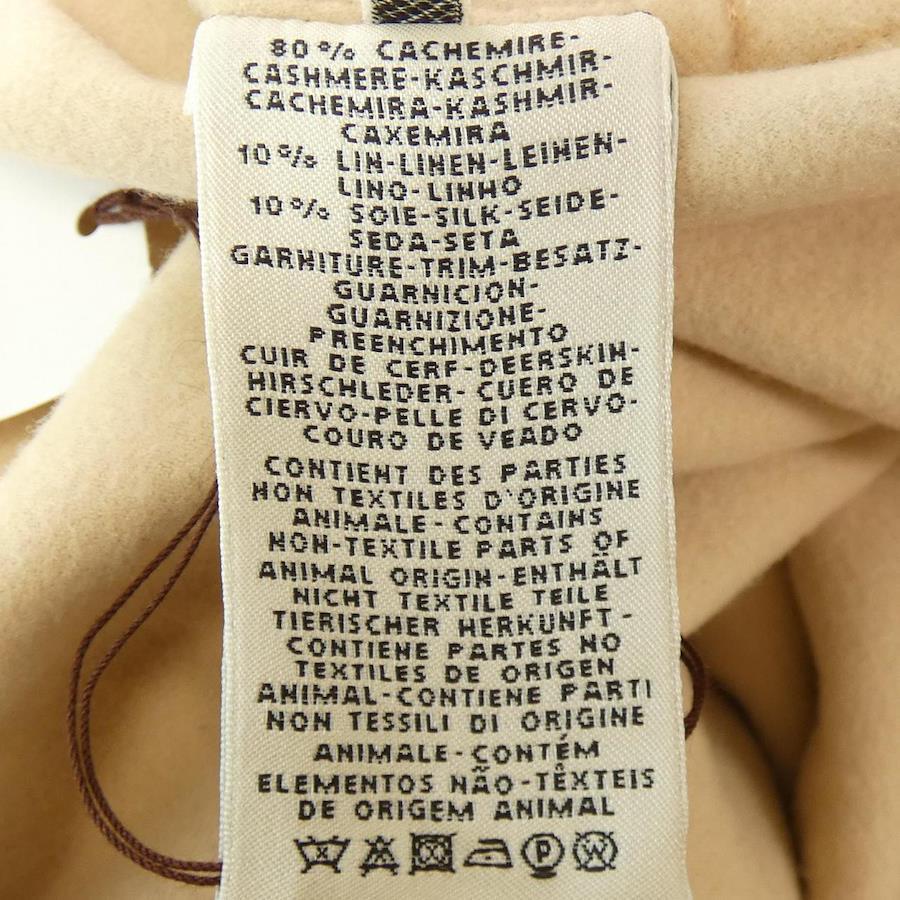 80% CACHEMIRE-
CASHMERE-KASCHMIR-
CACHEMIRA-KASHMIR-
CAXEMIRA
10% LIN-LINEN-LEINEN-
LINO-LINHO
10% SOIE-SILK-SEIDE-
SEDA-SETA
GARNITURE-TRIM-BESATZ-
GUARNICION-
GUARNIZIONE-
PREENCHIMENTO
CUIR DE CERF-DEERSKIN-
HIRSCHLEDER-CUERO DE
CIERVO-PELLE DI CERVO-
COURO DE VEADO
CONTIENT DES PARTIES
NON TEXTILES D'ORIGINE
ANIMALE-CONTAINS
NON-TEXTILE PARTS OF
ANIMAL ORIGIN-ENTHÄLT
NICHT TEXTILE TEILE
TIERISCHER HERKUNFT-
CONTIENE PARTES NO
TEXTILES DE ORIGEN
ANIMAL-CONTIENE PARTI
NON TESSILI DI ORIGINE
ANIMALE-CONTÉM
ELEMENTOS NÃO-TÊXTEIS
DE ORIGEM ANIMAL
P W